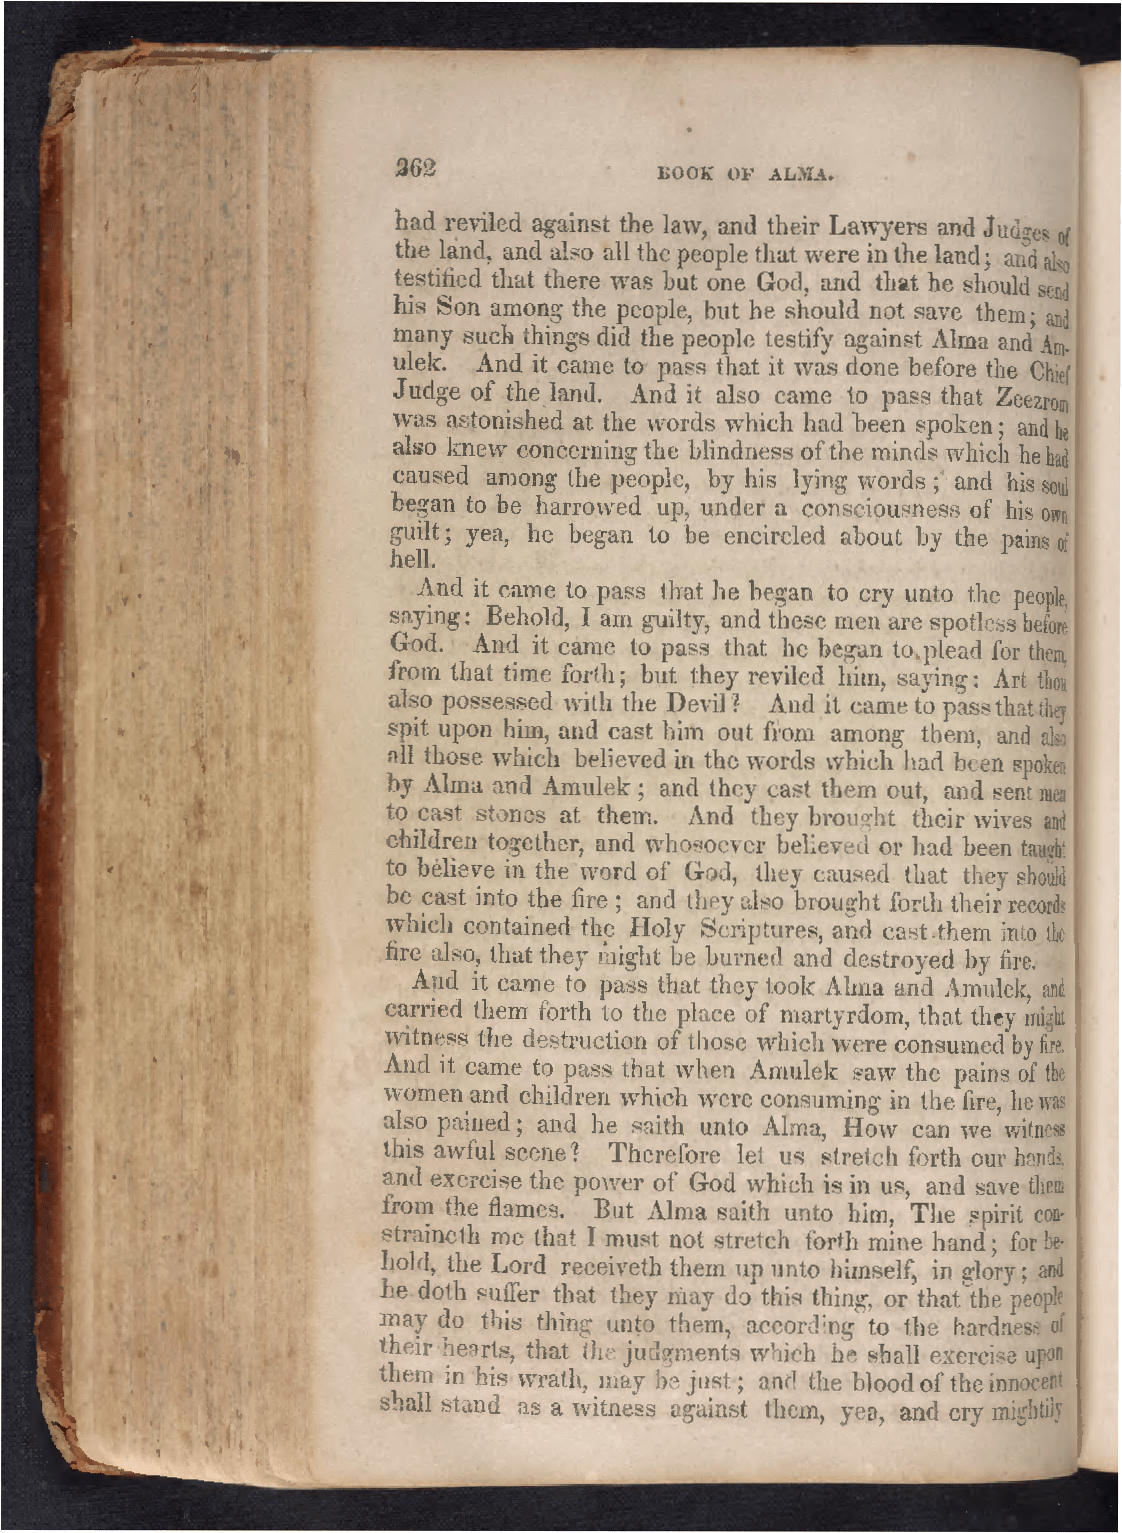 262 BOOK OF ALMA.
had reviled against the law, and their Lawyers and Judges of
the land, and also all the people that were in the land; and also
testified that there was but one God, and that he should send
his Son among the people, but he should not save them; and
many such things did the people testify against Alma and Am-
ulek. And it came to pass that it was done before the Chief
Judge of the land. And it also came to pass that Zeezrom
was astonished at the words which had been spoken; and he
also knew concerning the blindness of the minds which he had
caused among the people, by his lying words; and his soul
began to be harrowed up, under a consciousness of his own
guilt; yea, he began to be encircled about by the pains of
hell.
And it came to pass that he began to cry unto the people,
saying: Behold, I am guilty, and these men are spotless before
God. And it came to pass that he began to plead for them,
from that time forth; but they reviled him, saying: Art thou
also possessed with the Devil? And it came to pass that they
spit upon him, and cast him out from among them, and also
all those which believed in the words which had been spoken
by Alma and Amulek; and they cast them out, and sent men
to cast stones at them. And they brought their wives and
children together, and whosoever believed or had been taught
to believe in the word of God, they caused that they should
be cast into the fire; and they also brought forth their records
which contained the Holy Scriptures, and cast them into the
fire also, that they might be burned and destroyed by fire.
And it came to pass that they took Alma and Amulek, and
carried them forth to the place of martyrdom, that they might
witness the destruction of those which were consumed by fire.
And it came to pass that when Amulek saw the pains of the
women and children which were consuming in the fire, he was
also pained; and he saith unto Alma, How can we witness
this awful scene? Therefore let us stretch forth our hands,
and exercise the power of God which is in us, and save them
from the flames. But Alma saith unto him, The spirit con-
straineth me that I must not stretch forth mine hand; for be-
hold, the Lord receiveth them up unto himself, in glory; and
he doth suffer that they may do this thing, or that the people
may do this thing unto them, according to the hardness of
their hearts, that the judgments which he shall exercise upon
them in his wrath, may be just; and the blood of the innocent
shall stand as a witness against them, yea, and cry mightily